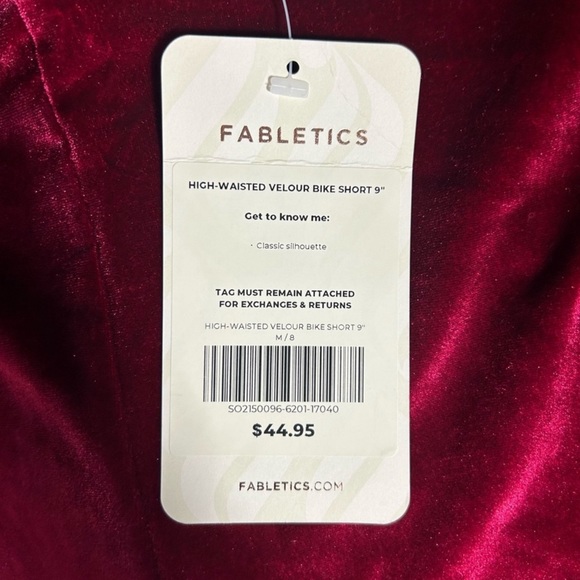 FABLETICS
HIGH-WAISTED VELOUR BIKE SHORT 9"
Get to know me:
· Classic silhouette
TAG MUST REMAIN ATTACHED
FOR EXCHANGES & RETURNS
HIGH-WAISTED VELOUR BIKE SHORT 9"
M / 8
SO2150096-6201-17040
$44.95
FABLETICS.COM